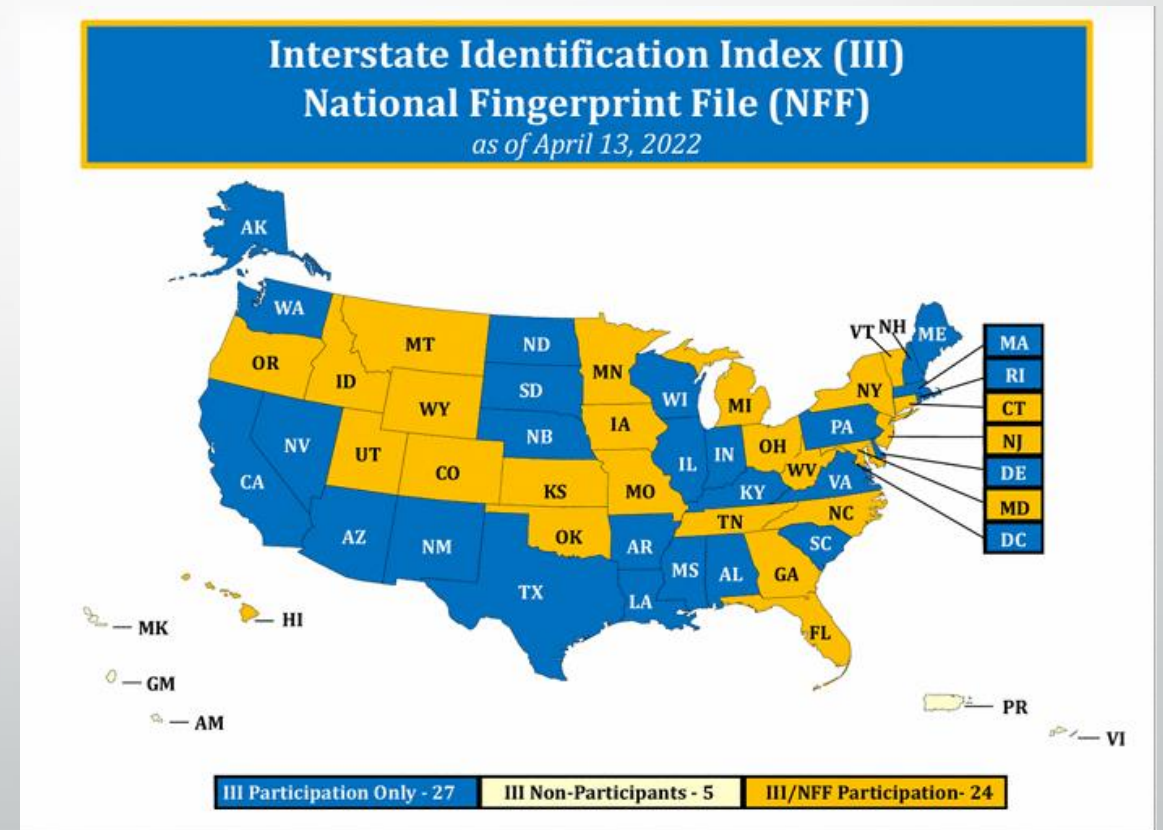 Interstate Identification Index (III)
National Fingerprint File (NFF)
as of April 13, 2022
AK
WA
MT
ND
MN
VT
NH
ME
MA
OR
ID
SD
WI
MI
NY
RI
WY
CT
NV
UT
CO
NB
IA
IL
IN
OH
PA
NJ
CA
KS
MO
KY
WV
VA
DE
MD
AZ
NM
OK
AR
TN
NC
DC
SC
TX
LA
MS
AL
GA
FL
HI
MK
GM
AM
PR
VI
III Participation Only - 27
III Non-Participants - 5
III/NFF Participation- 24